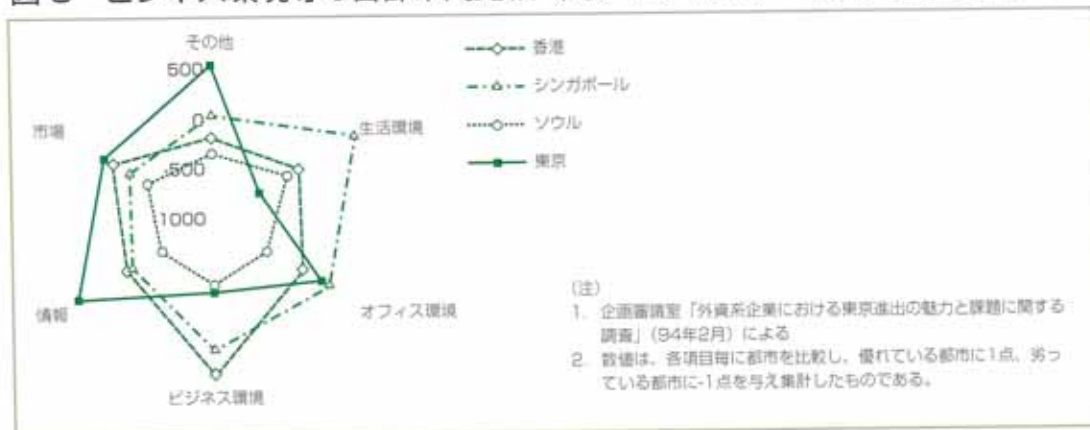 その他
500
0
500
1000
市場
生活環境
情報
オフィス環境
ビジネス環境
香港
シンガポール
ソウル
東京
(注)
1. 企画審議室「外資系企業における東京進出の魅力と課題に関する
調査」(94年2月)による
2. 数値は、各項目毎に都市を比較し、優れている都市に1点、劣っ
ている都市に-1点を与え集計したものである。